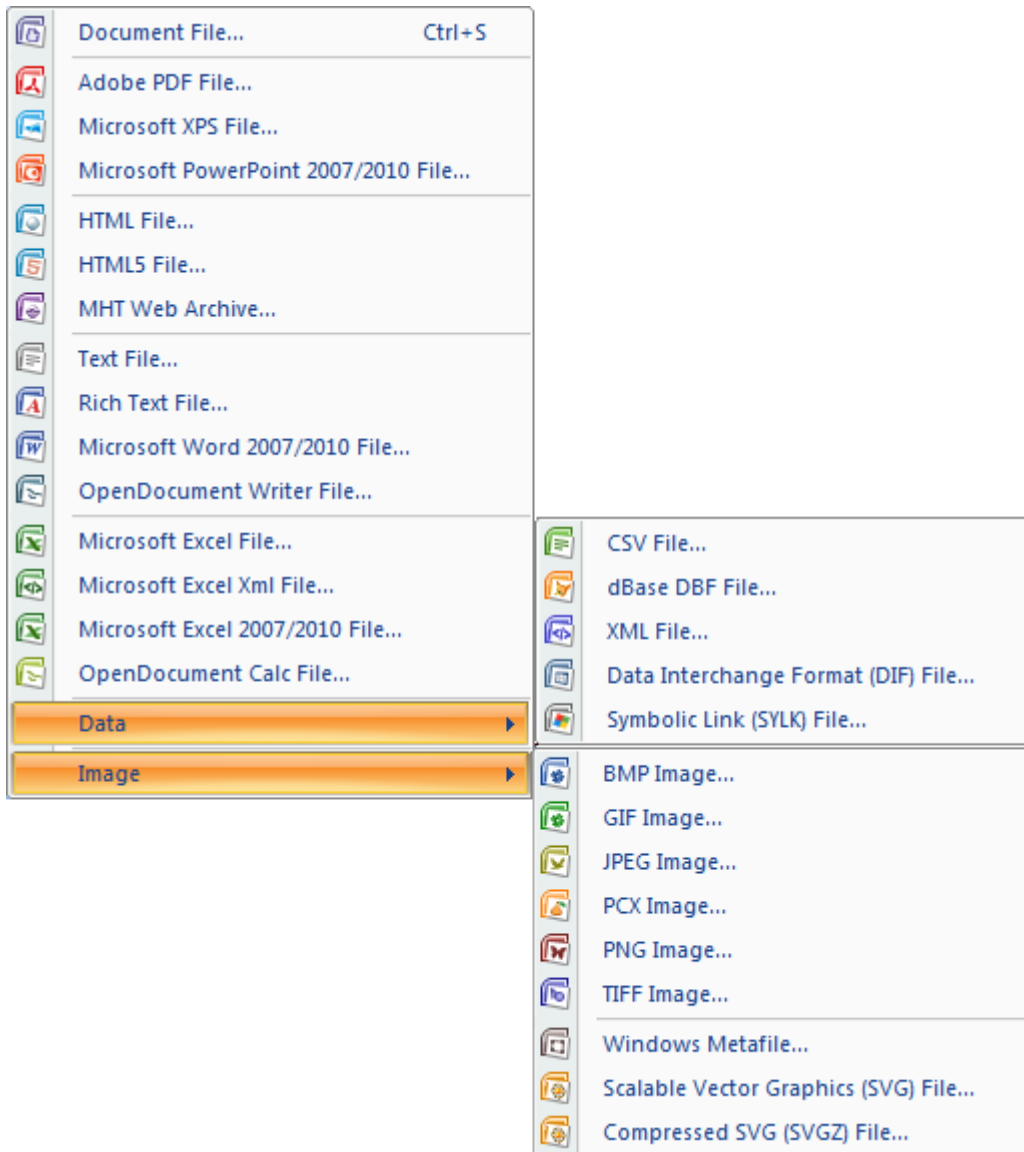 Document File... Ctrl+S
Adobe PDF File...
Microsoft XPS File...
Microsoft PowerPoint 2007/2010 File...
HTML File...
HTML5 File...
MHT Web Archive...
Text File...
Rich Text File...
Microsoft Word 2007/2010 File...
OpenDocument Writer File...
Microsoft Excel File...
Microsoft Excel Xml File...
Microsoft Excel 2007/2010 File...
OpenDocument Calc File...
Data
Image
CSV File...
dBase DBF File...
XML File...
Data Interchange Format (DIF) File...
Symbolic Link (SYLK) File...
BMP Image...
GIF Image...
JPEG Image...
PCX Image...
PNG Image...
TIFF Image...
Windows Metafile...
Scalable Vector Graphics (SVG) File...
Compressed SVG (SVGZ) File...